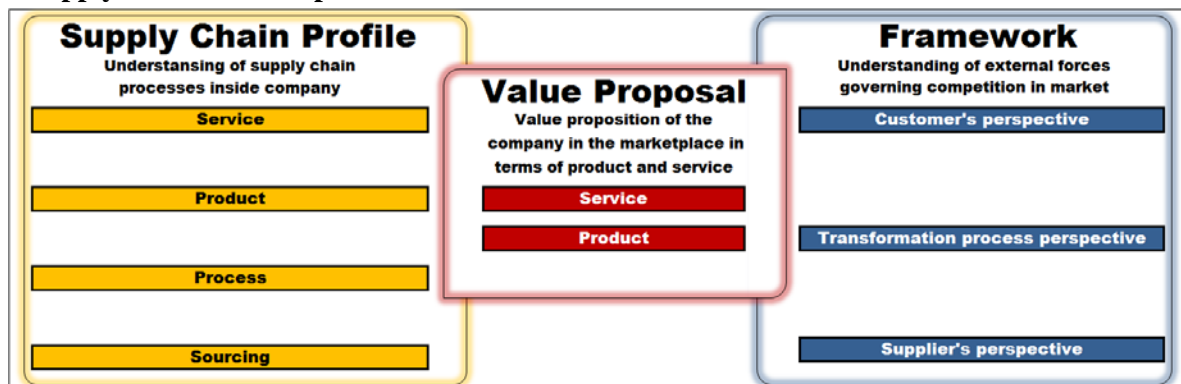 Supply Chain Profile
Understansing of supply chain
processes inside company
Service
Product
Process
Sourcing
Value Proposal
Value proposition of the
company in the marketplace in
terms of product and service
Service
Product
Framework
Understanding of external forces
governing competition in market
Customer's perspective
Transformation process perspective
Supplier's perspective